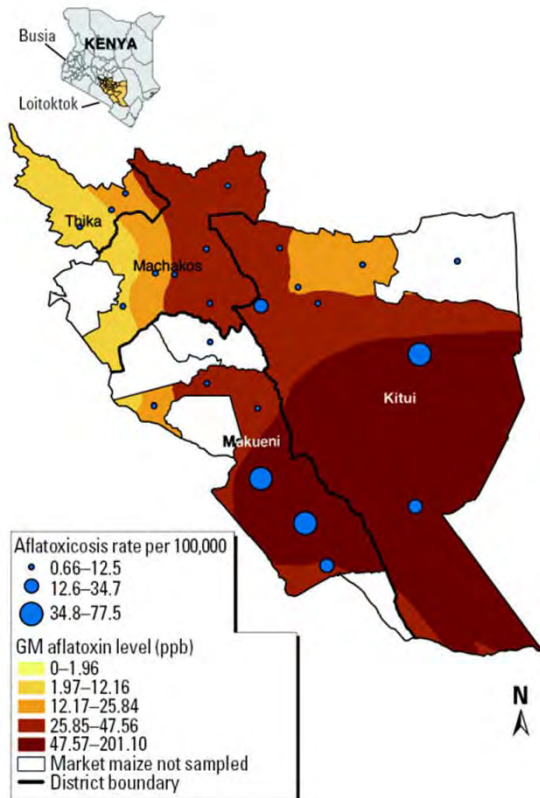 KENYA
Busia
Loitoktok
Thika
Machakos
Kitui
Makueni
Aflatoxicosis rate per 100,000
0.66–12.5
12.6–34.7
34.8–77.5
GM aflatoxin level (ppb)
0–1.96
1.97–12.16
12.17–25.84
25.85–47.56
47.57–201.10
Market maize not sampled
District boundary
N